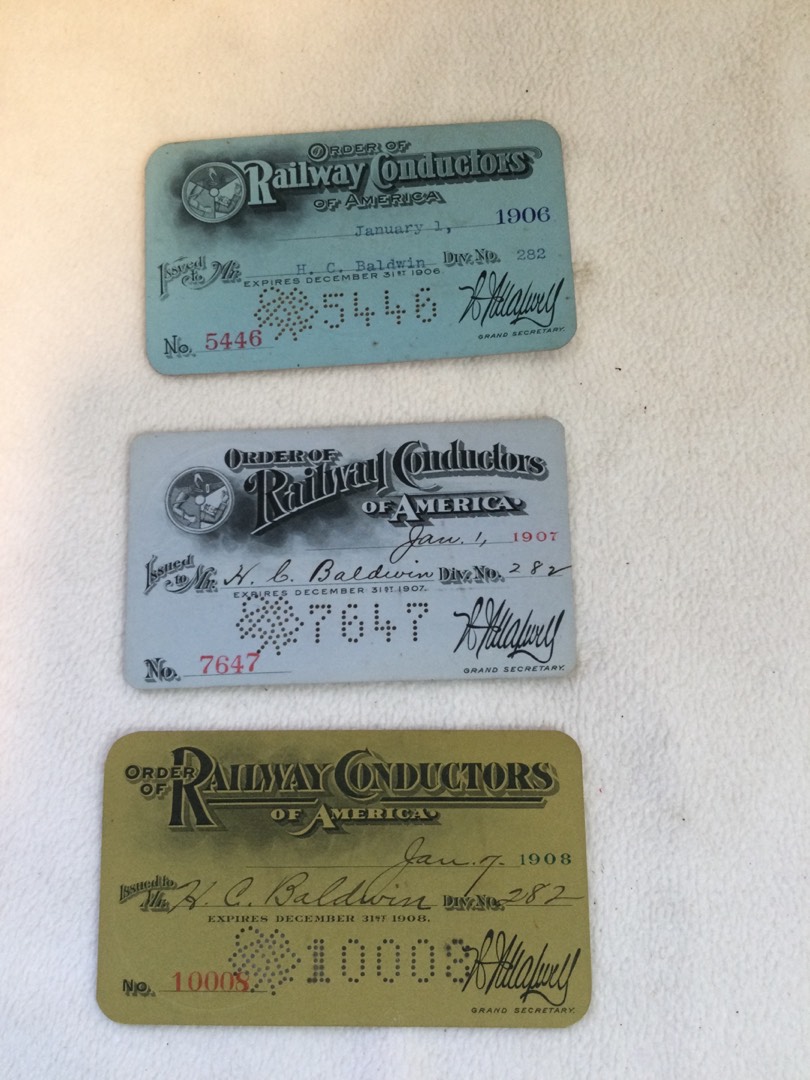 ORDER OF
Railway Conductors
OF AMERICA
January 1, 1906
Issued to Mr. H. C. Baldwin Div. No. 282
EXPIRES DECEMBER 31ST 1906.
5446
No. 5446
GRAND SECRETARY.
ORDER OF
Railway Conductors
OF AMERICA
Jan. 1, 1907
Issued to Mr. H. C. Baldwin Div. No. 282
EXPIRES DECEMBER 31ST 1907.
7647
No. 7647
GRAND SECRETARY.
ORDER OF RAILWAY CONDUCTORS
OF AMERICA
Jan. 7. 1908
Issued to Mr. H. C. Baldwin Div. No. 282
EXPIRES DECEMBER 31ST 1908.
10008
No. 10008
GRAND SECRETARY.